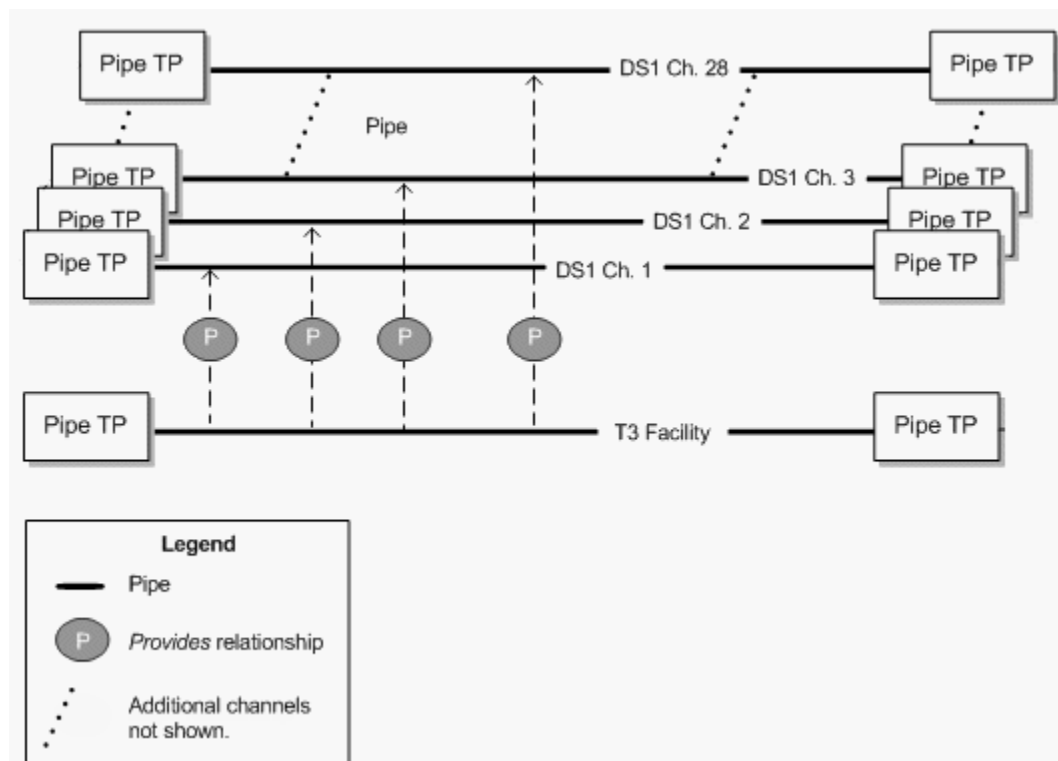 Pipe TP
DS1 Ch. 28
Pipe TP
Pipe
Pipe TP
DS1 Ch. 3
Pipe TP
Pipe TP
DS1 Ch. 2
Pipe TP
Pipe TP
DS1 Ch. 1
Pipe TP
P
P
P
P
Pipe TP
T3 Facility
Pipe TP
Legend
Pipe
P
Provides relationship
Additional channels
not shown.